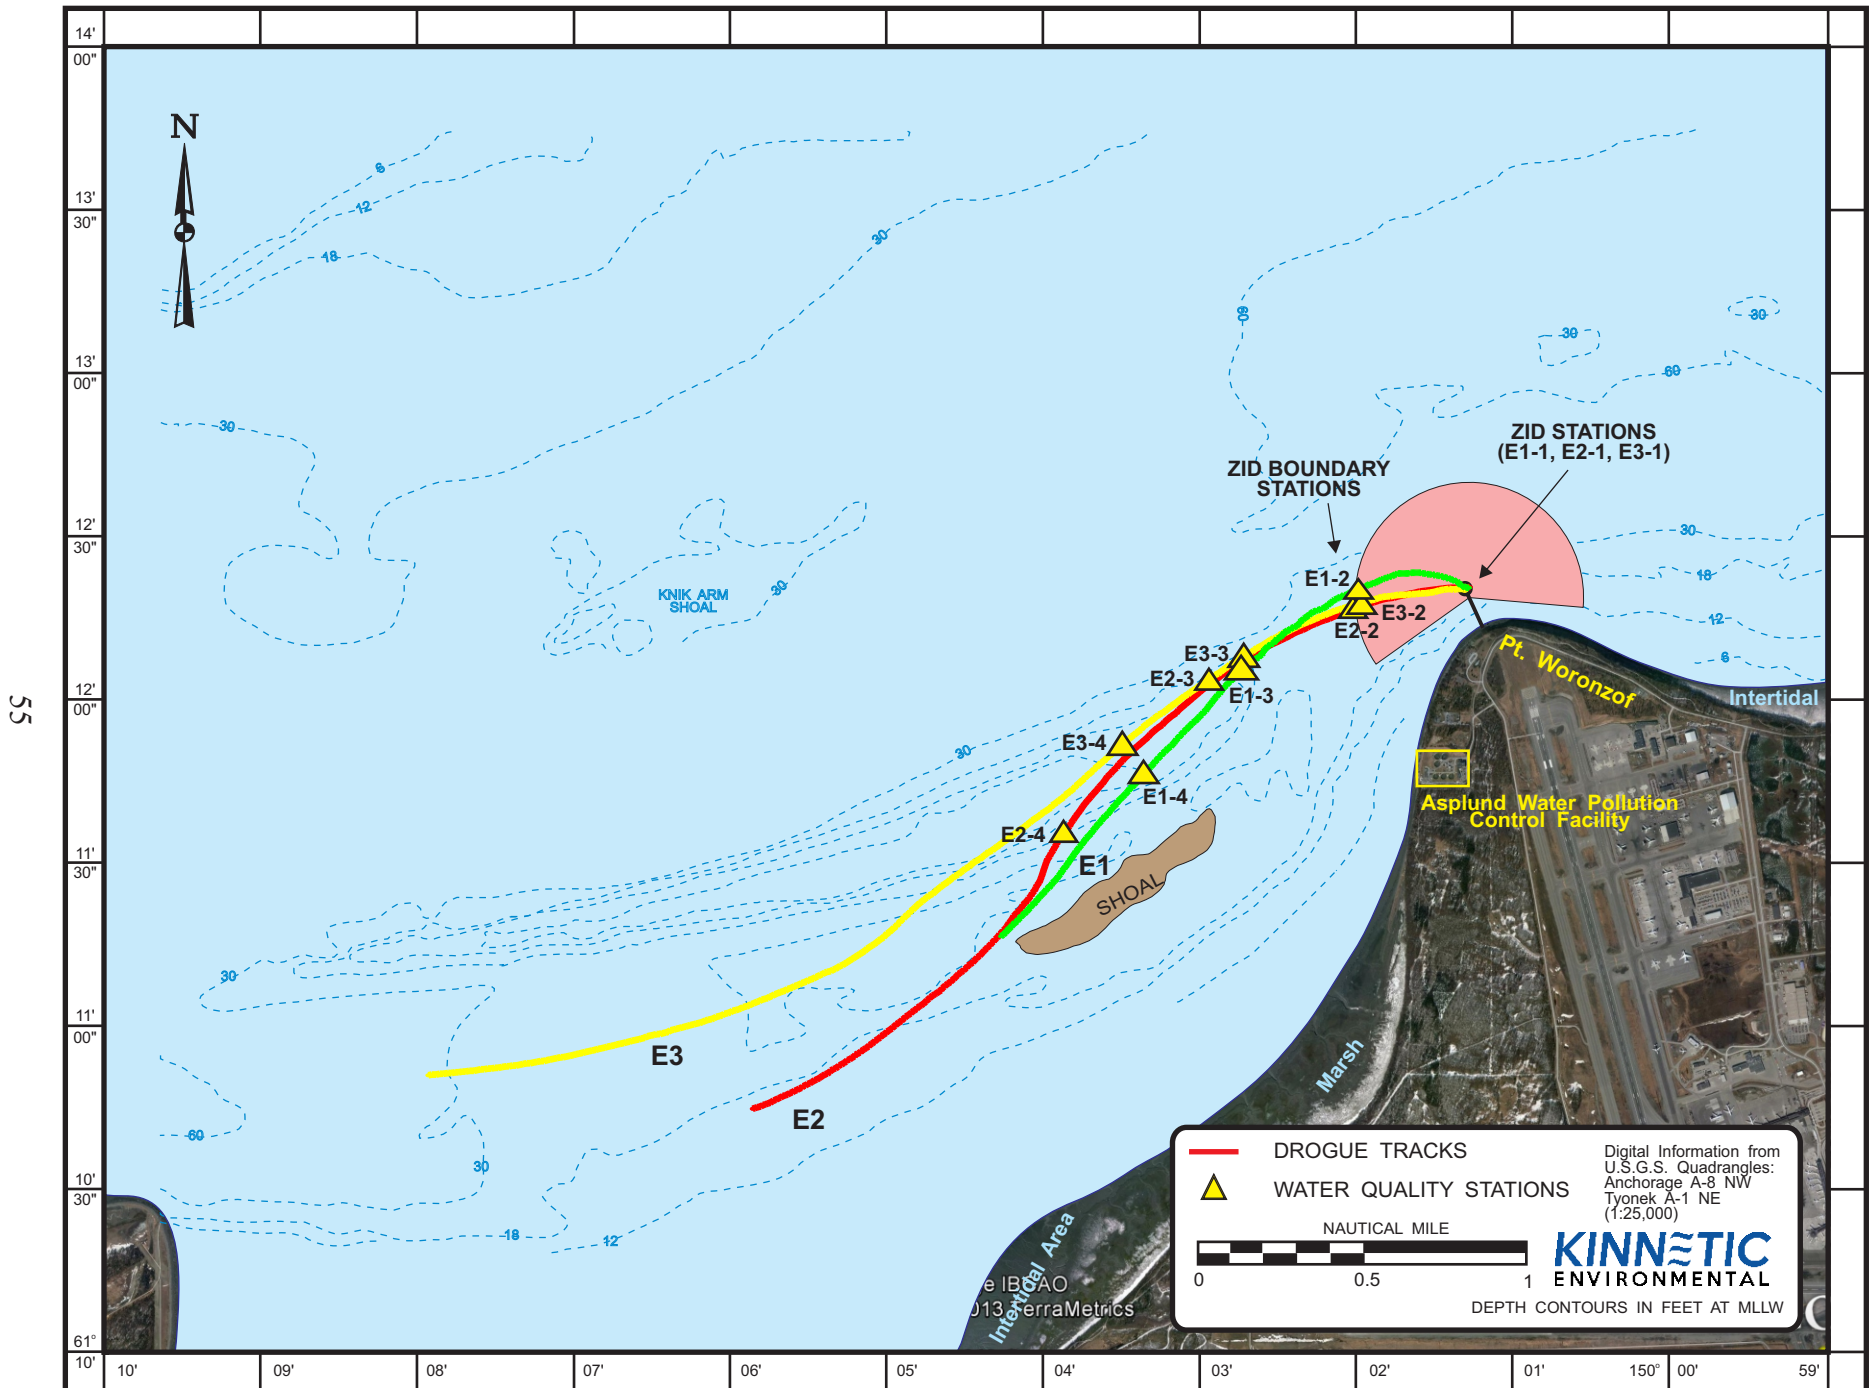 14'
00"
13'
30"
13'
00"
12'
30"
12'
00"
11'
30"
11'
00"
10'
30"
61°
10'
55
N
6
12
18
30
60
30
30
60
30
ZID STATIONS
(E1-1, E2-1, E3-1)
ZID BOUNDARY
STATIONS
30
18
12
6
KNIK ARM
SHOAL
30
E1-2
E3-2
E2-2
E3-3
E2-3
E1-3
E3-4
E1-4
E2-4
30
E1
SHOAL
30
E3
E2
60
30
18
12
Pt. Woronzof
Intertidal
Asplund Water Pollution
Control Facility
Marsh
Intertidal Area
e IBCAO
013 TerraMetrics
DROGUE TRACKS
WATER QUALITY STATIONS
Digital Information from
U.S.G.S. Quadrangles:
Anchorage A-8 NW
Tyonek A-1 NE
(1:25,000)
NAUTICAL MILE
0
0.5
1
KINNETIC
ENVIRONMENTAL
DEPTH CONTOURS IN FEET AT MLLW
10'
09'
08'
07'
06'
05'
04'
03'
02'
01'
150° 00'
59'